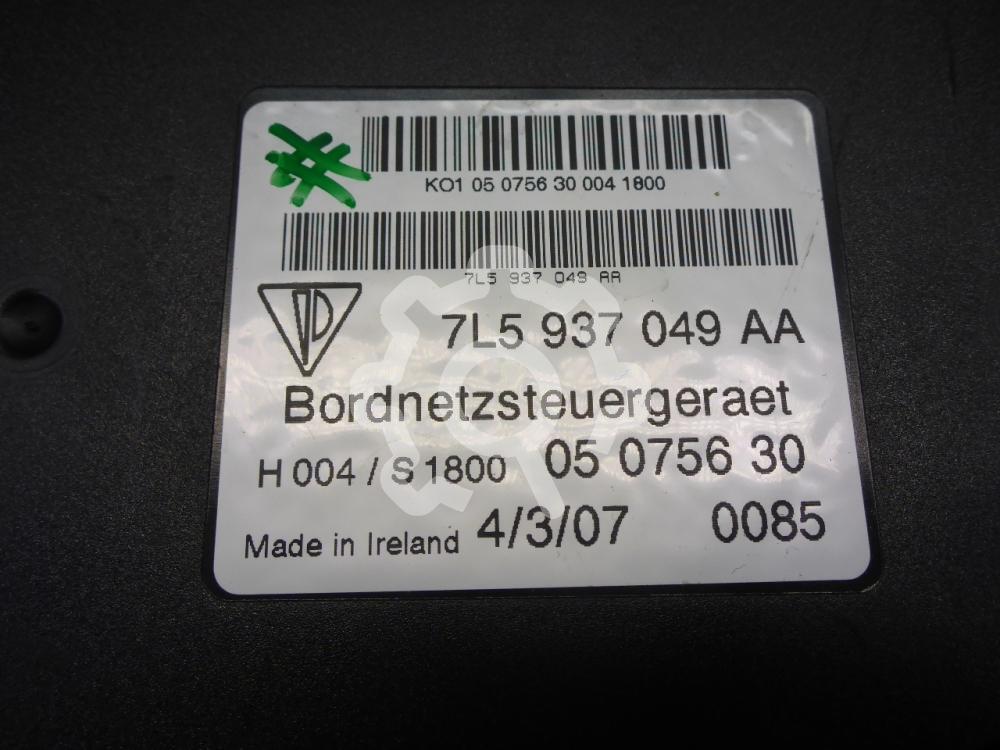 KO1 05 0756 30 004 1800
7L5 937 049 AA
7L5 937 049 AA
Bordnetzsteuergeraet
H 004 / S 1800 05 0756 30
Made in Ireland 4/3/07 0085